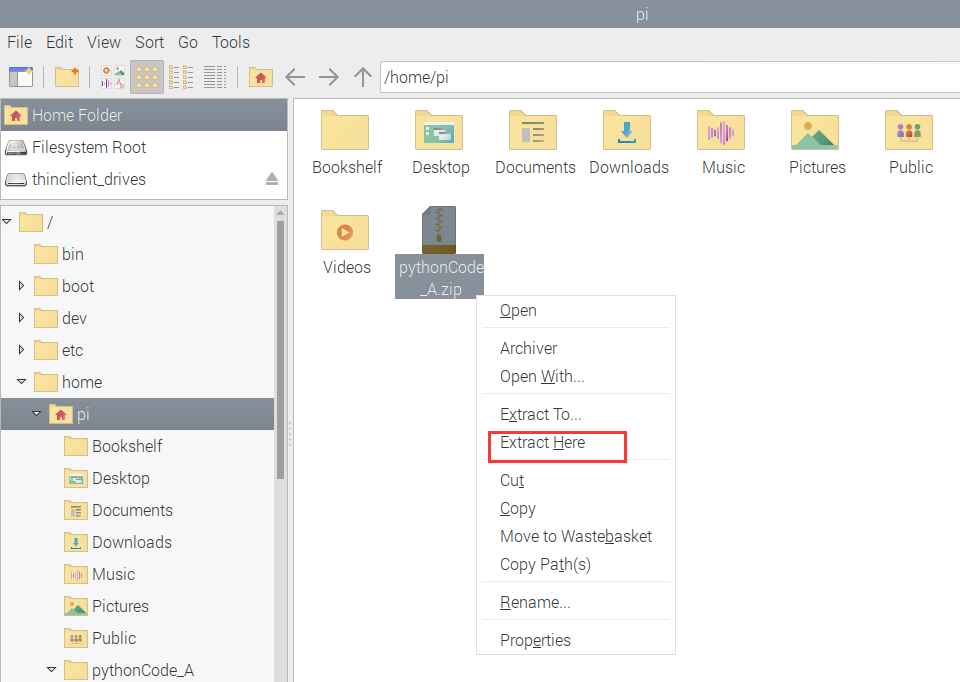 pi
File Edit View Sort Go Tools
/home/pi
Home Folder
Filesystem Root
thinclient_drives
/
bin
boot
dev
etc
home
pi
Bookshelf
Desktop
Documents
Downloads
Music
Pictures
Public
pythonCode_A
Bookshelf Desktop Documents Downloads Music Pictures Public
Videos pythonCode
_A.zip
Open
Archiver
Open With...
Extract To...
Extract Here
Cut
Copy
Move to Wastebasket
Copy Path(s)
Rename...
Properties